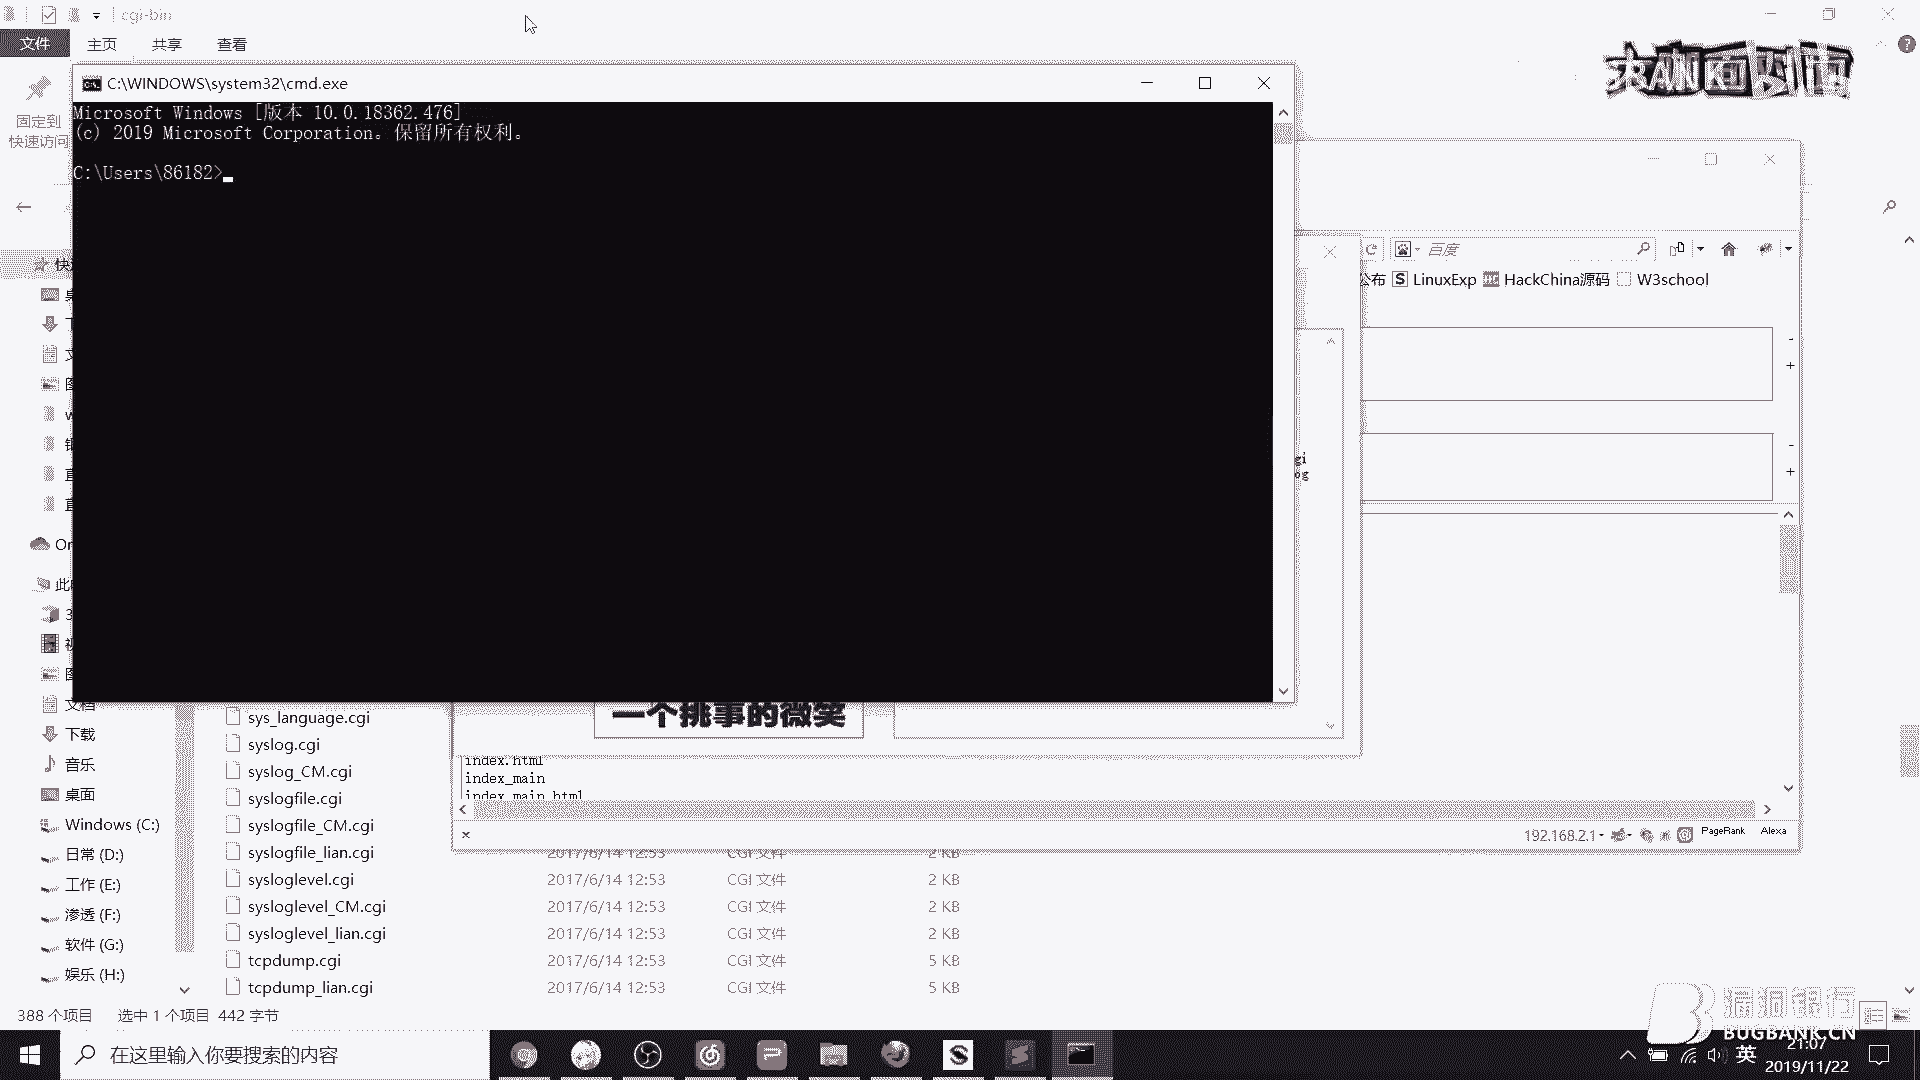 cgi-bin
文件 主页 共享 查看
固定到
快速访问
C:\WINDOWS\system32\cmd.exe
Microsoft Windows [版本 10.0.18362.476]
(c) 2019 Microsoft Corporation。保留所有权利。
C:\Users\86182>
百度
公布 LinuxExp HackChina源码 W3school
gi
og
文档
下载
音乐
桌面
Windows (C:)
日常 (D:)
工作 (E:)
渗透 (F:)
软件 (G:)
娱乐 (H:)
sys_language.cgi
syslog.cgi
syslog_CM.cgi
syslogfile.cgi
syslogfile_CM.cgi
syslogfile_lian.cgi 2017/6/14 12:53 CGI 文件 2 KB
sysloglevel.cgi 2017/6/14 12:53 CGI 文件 2 KB
sysloglevel_CM.cgi 2017/6/14 12:53 CGI 文件 2 KB
sysloglevel_lian.cgi 2017/6/14 12:53 CGI 文件 2 KB
tcpdump.cgi 2017/6/14 12:53 CGI 文件 5 KB
tcpdump_lian.cgi 2017/6/14 12:53 CGI 文件 5 KB
一个挑事的微笑
index.html
index_main
index_main.html
192.168.2.1 PageRank Alexa
388 个项目 选中 1 个项目 442 字节
漏洞银行
BUGBANK.CN
在这里输入你要搜索的内容
英
21:07
2019/11/22